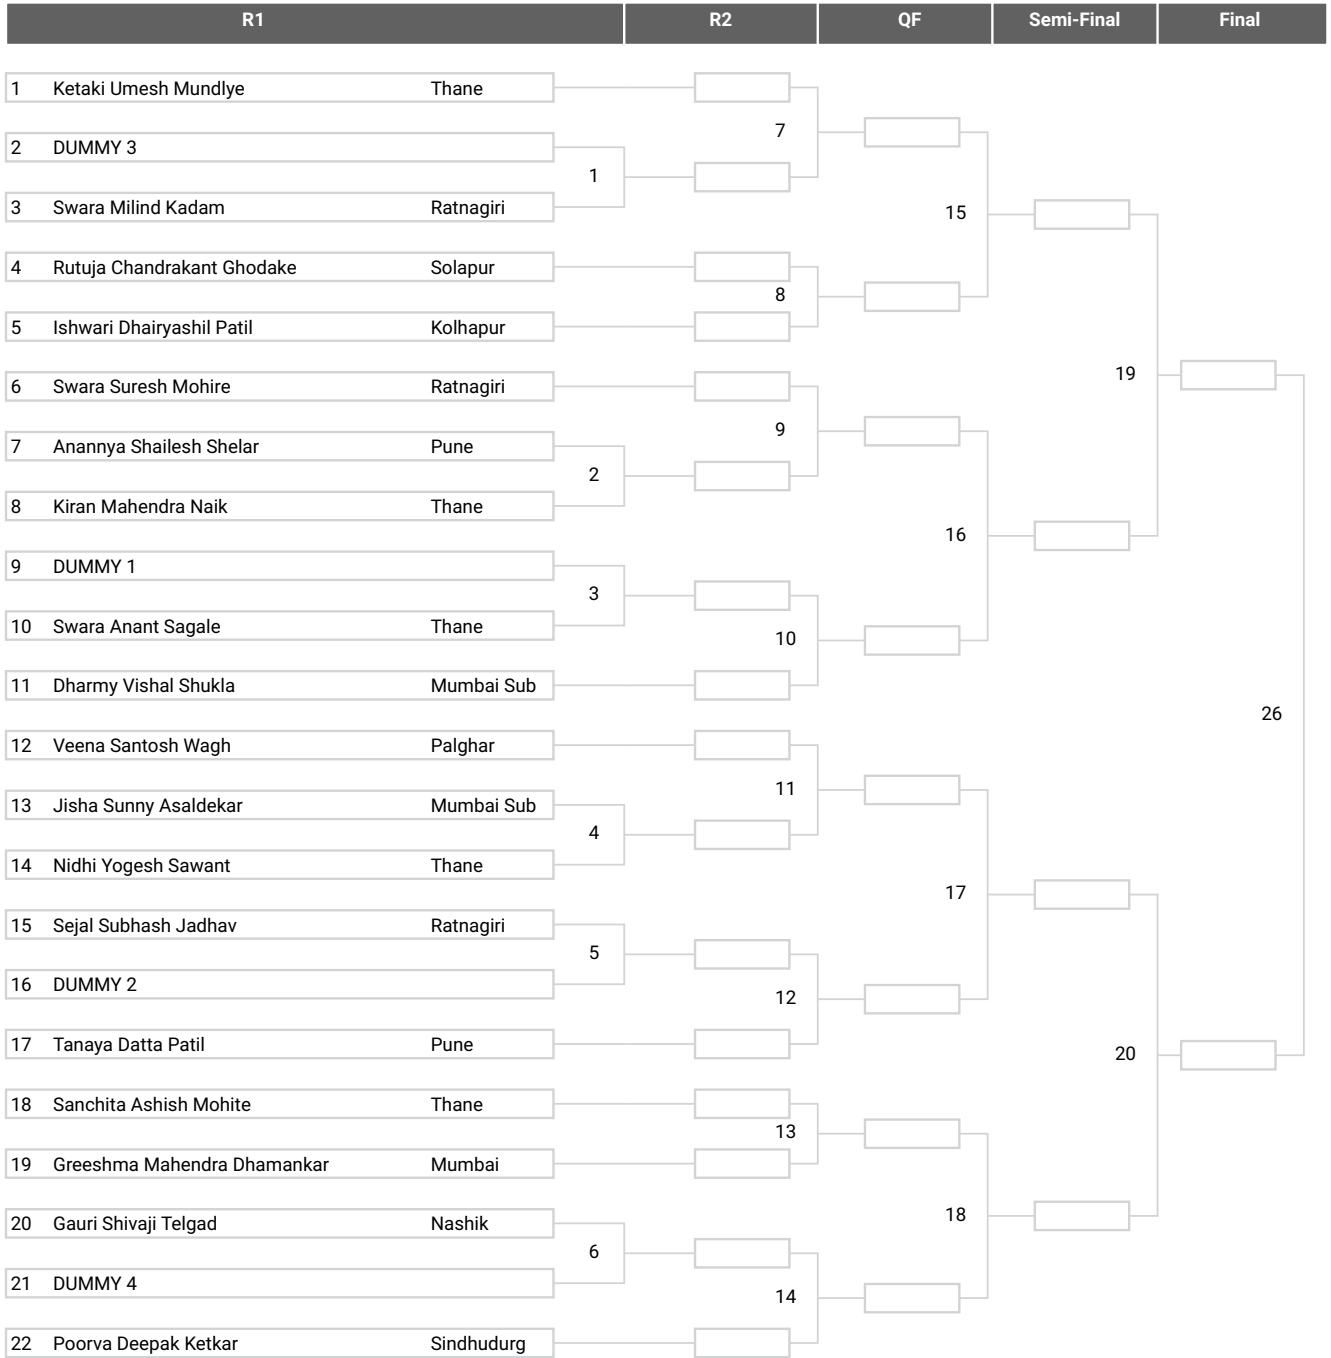 R1 R2 QF Semi-Final Final
1 Ketaki Umesh Mundlye Thane
7
2 DUMMY 3
1
3 Swara Milind Kadam Ratnagiri
15
4 Rutuja Chandrakant Ghodake Solapur
8
5 Ishwari Dhairyashil Patil Kolhapur
19
6 Swara Suresh Mohire Ratnagiri
9
7 Anannya Shailesh Shelar Pune
2
8 Kiran Mahendra Naik Thane
16
9 DUMMY 1
3
10 Swara Anant Sagale Thane
10
11 Dharmy Vishal Shukla Mumbai Sub
26
12 Veena Santosh Wagh Palghar
11
13 Jisha Sunny Asaldekar Mumbai Sub
4
14 Nidhi Yogesh Sawant Thane
17
15 Sejal Subhash Jadhav Ratnagiri
5
16 DUMMY 2
12
17 Tanaya Datta Patil Pune
20
18 Sanchita Ashish Mohite Thane
13
19 Greeshma Mahendra Dhamankar Mumbai
18
20 Gauri Shivaji Telgad Nashik
6
21 DUMMY 4
14
22 Poorva Deepak Ketkar Sindhudurg